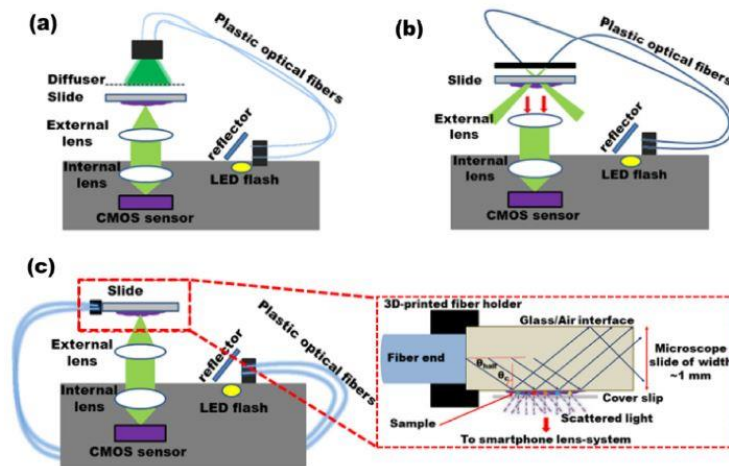 (a)
Plastic optical fibers
Diffuser
Slide
External
lens
reflector
Internal
lens
LED flash
CMOS sensor
(b)
Plastic optical fibers
Slide
External
lens
reflector
Internal
lens
LED flash
CMOS sensor
(c)
Slide
Plastic optical fibers
External
lens
reflector
Internal
lens
LED flash
CMOS sensor
3D-printed fiber holder
Glass/Air interface
Fiber end
θhalf
θc
Microscope
slide of width
~1 mm
Cover slip
Sample
Scattered light
To smartphone lens-system